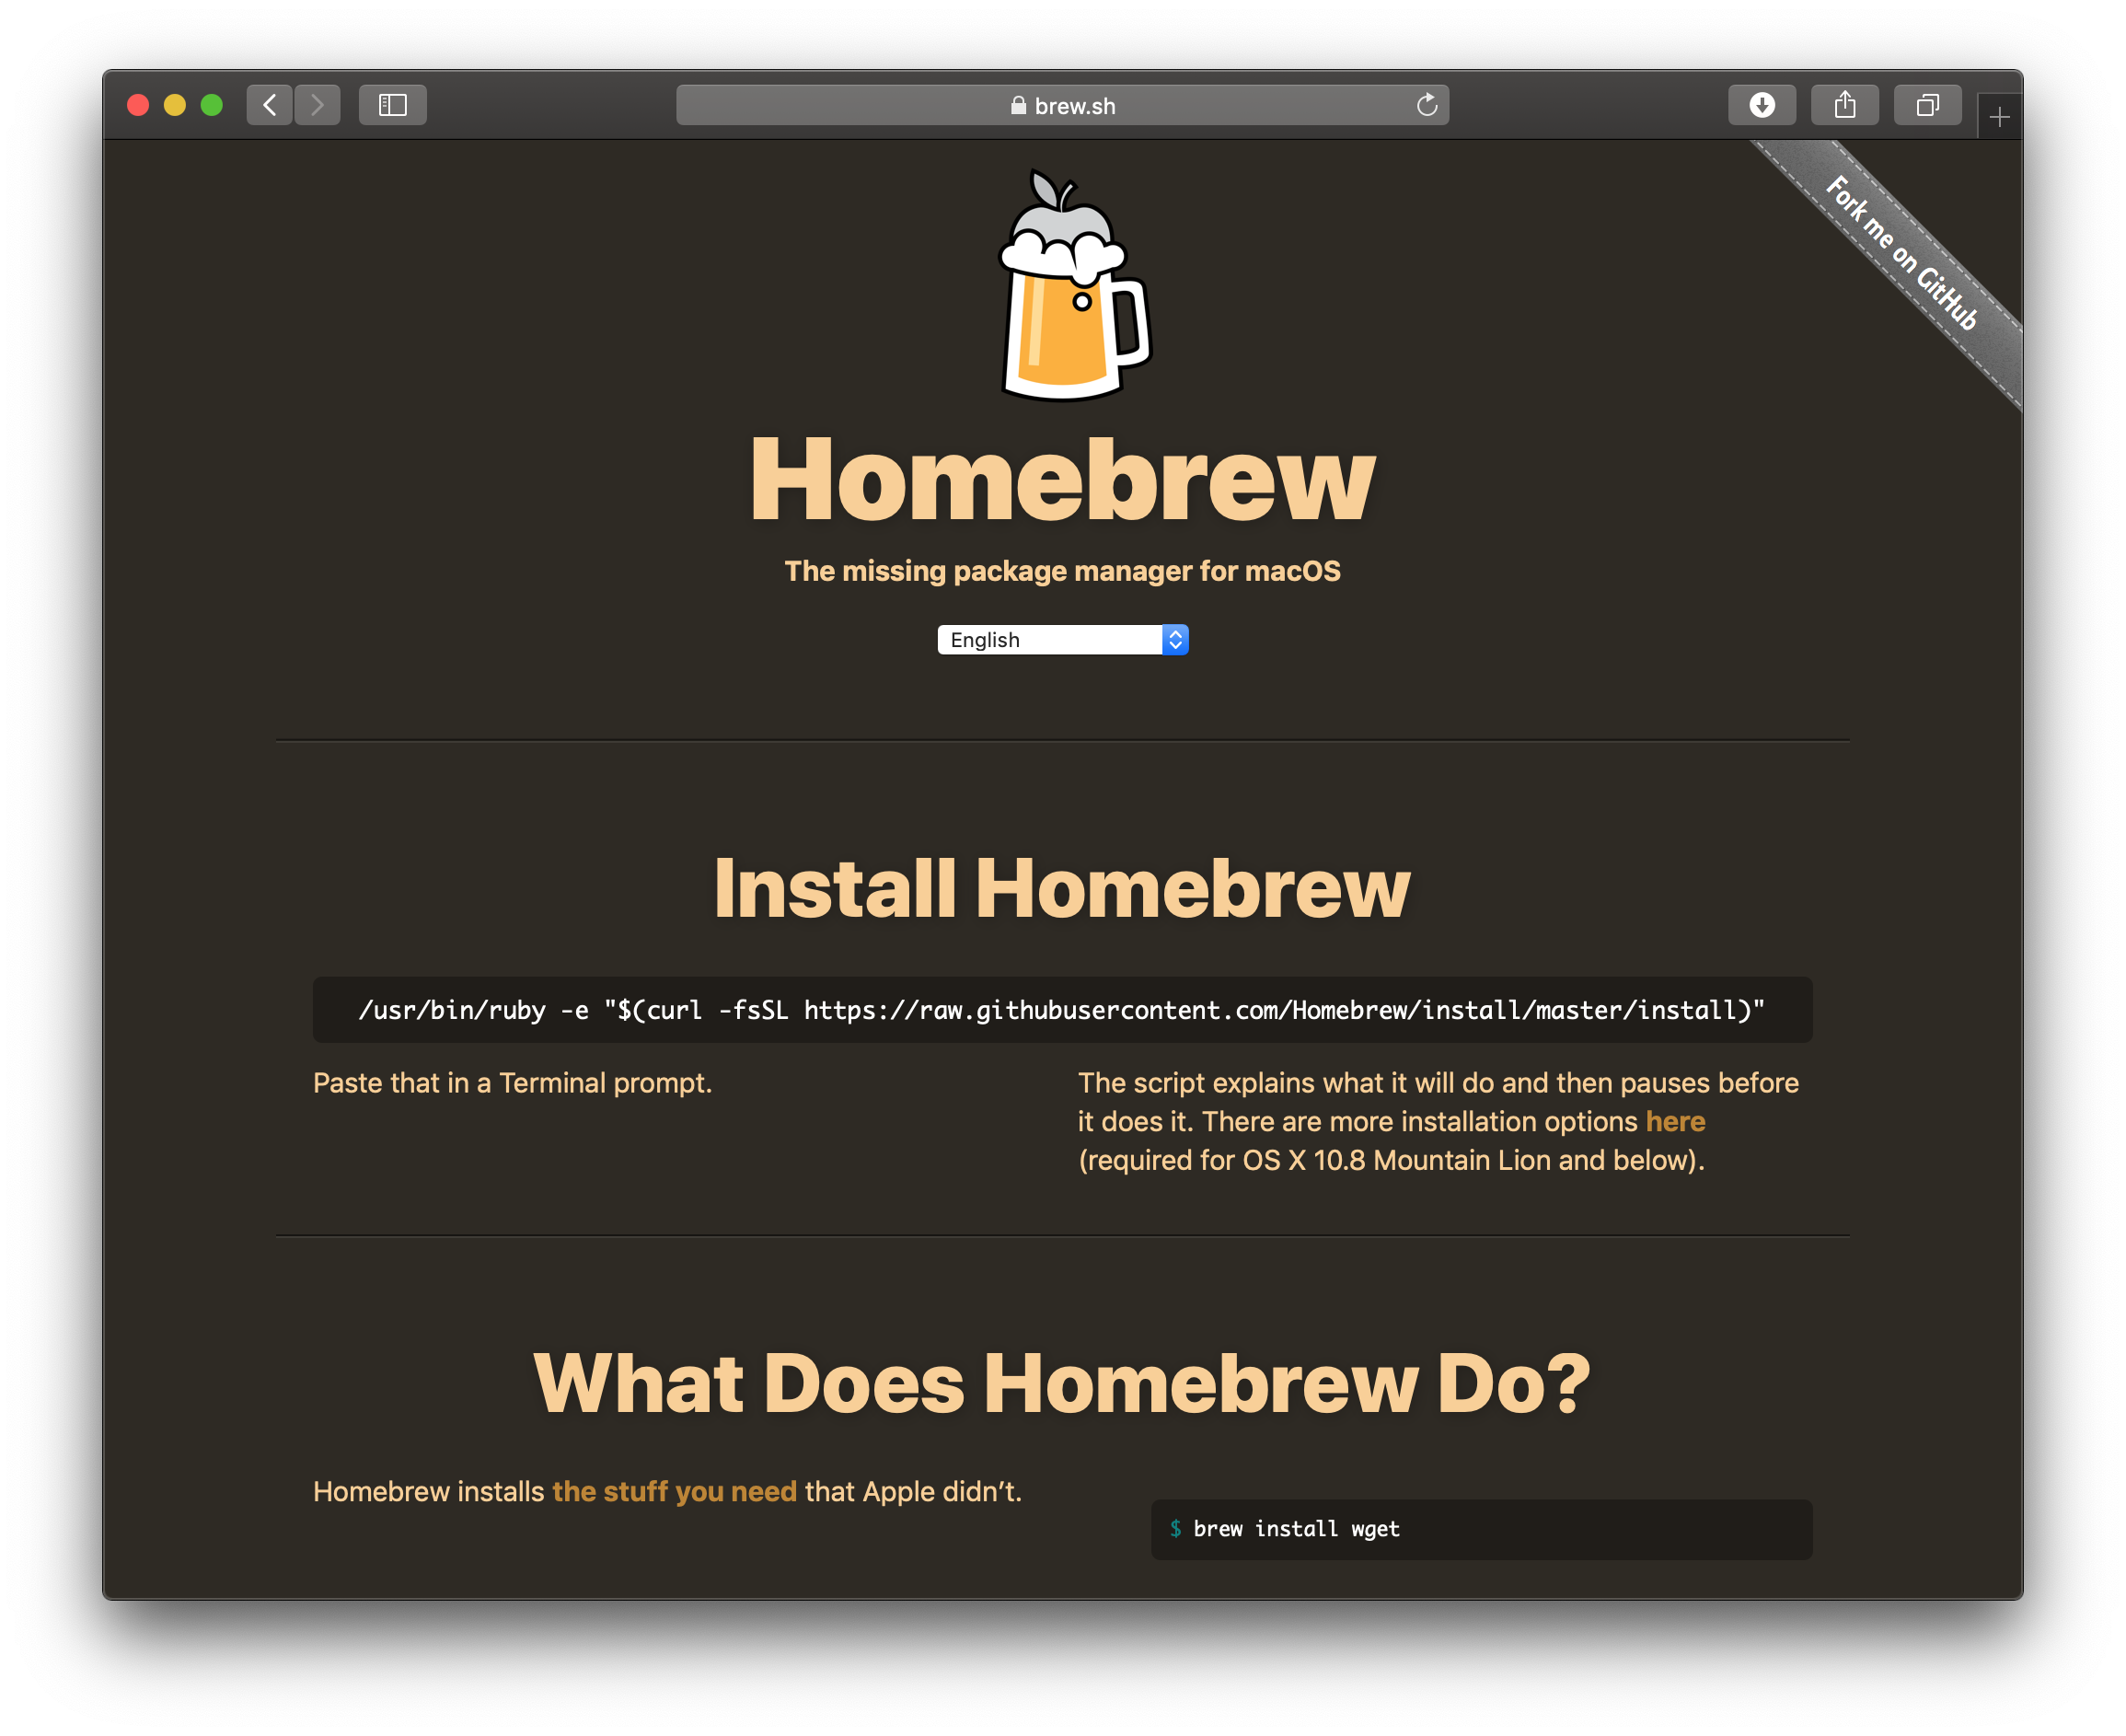 brew.sh
Fork me on GitHub
Homebrew
The missing package manager for macOS
English
Install Homebrew
/usr/bin/ruby -e "$(curl -fsSL https://raw.githubusercontent.com/Homebrew/install/master/install)"
Paste that in a Terminal prompt.
The script explains what it will do and then pauses before
it does it. There are more installation options here
(required for OS X 10.8 Mountain Lion and below).
What Does Homebrew Do?
Homebrew installs the stuff you need that Apple didn’t.
$ brew install wget